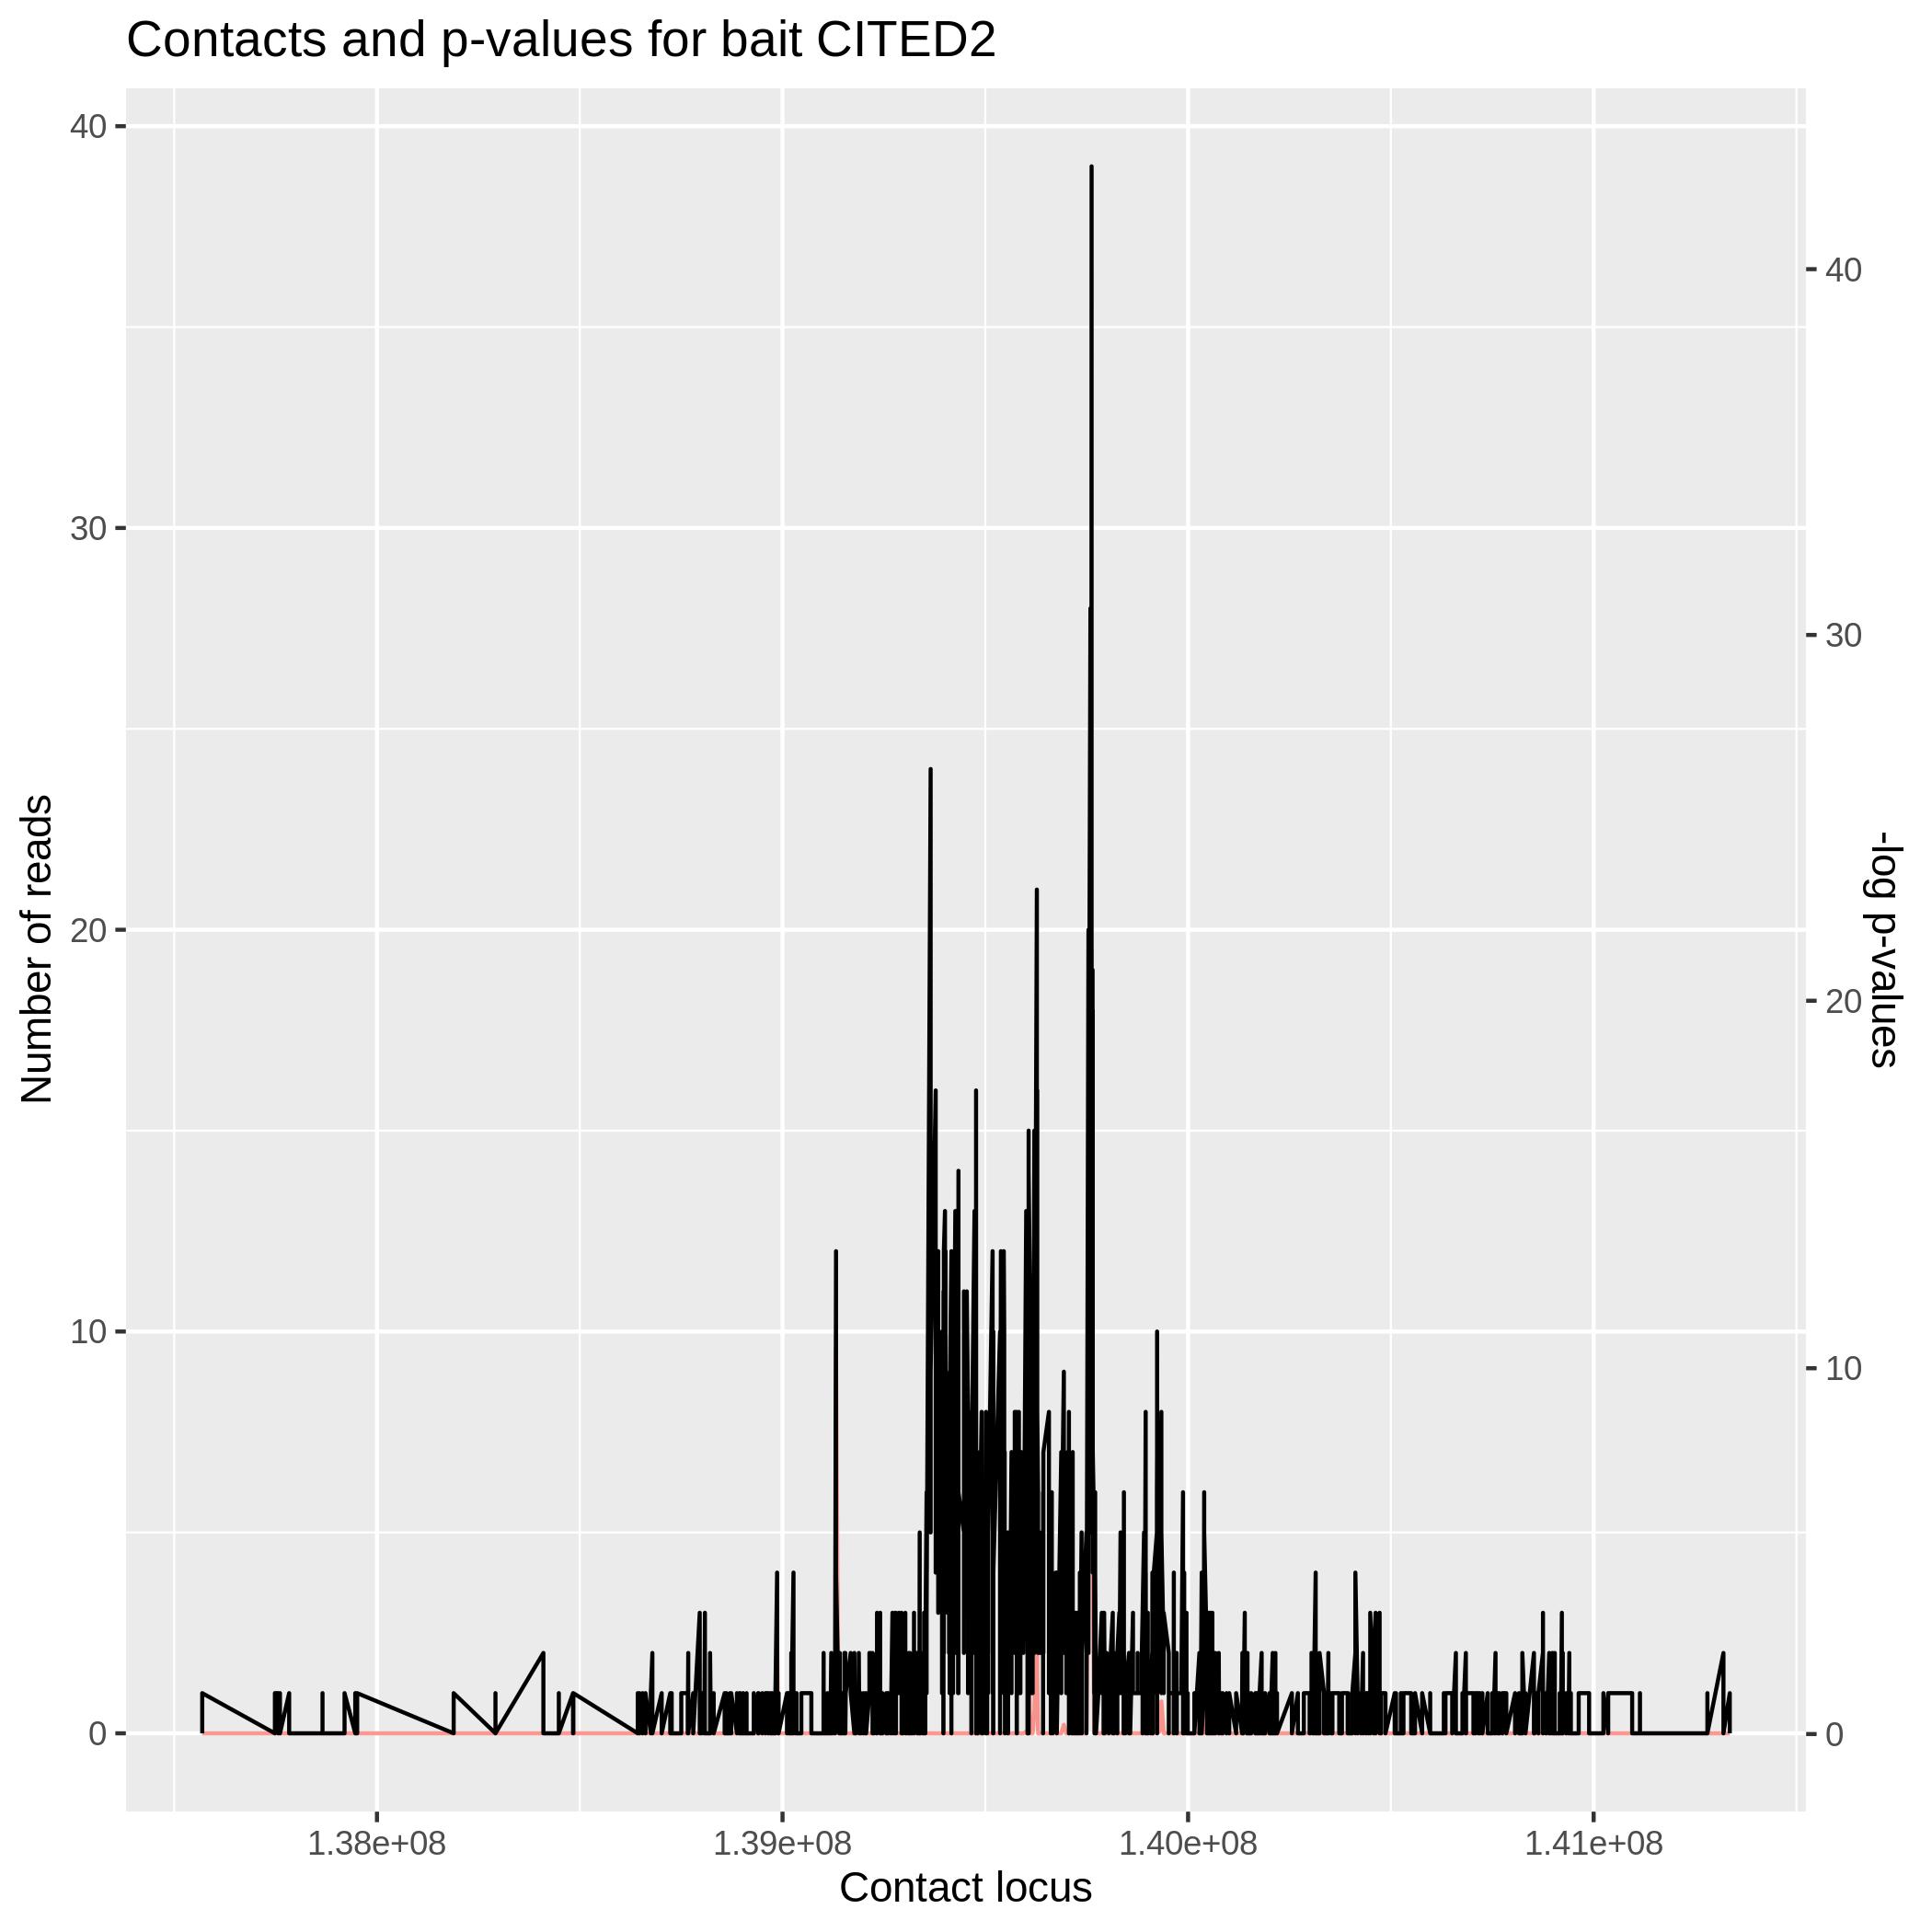 Contacts and p-values for bait CITED2
40
30
20
10
0
Number of reads
40
30
20
10
0
-log p-values
1.38e+08
1.39e+08
1.40e+08
1.41e+08
Contact locus